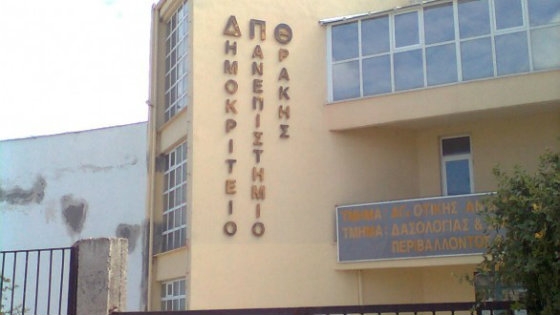 ΔΗΜΟΚΡΙΤΕΙΟ
ΠΑΝΕΠΙΣΤΗΜΙΟ
ΘΡΑΚΗΣ
ΤΜΗΜΑ
ΤΜΗΜΑ: ΔΑΣΟΛΟΓΙΑΣ &
ΠΕΡΙΒΑΛΛΟΝΤΟΣ